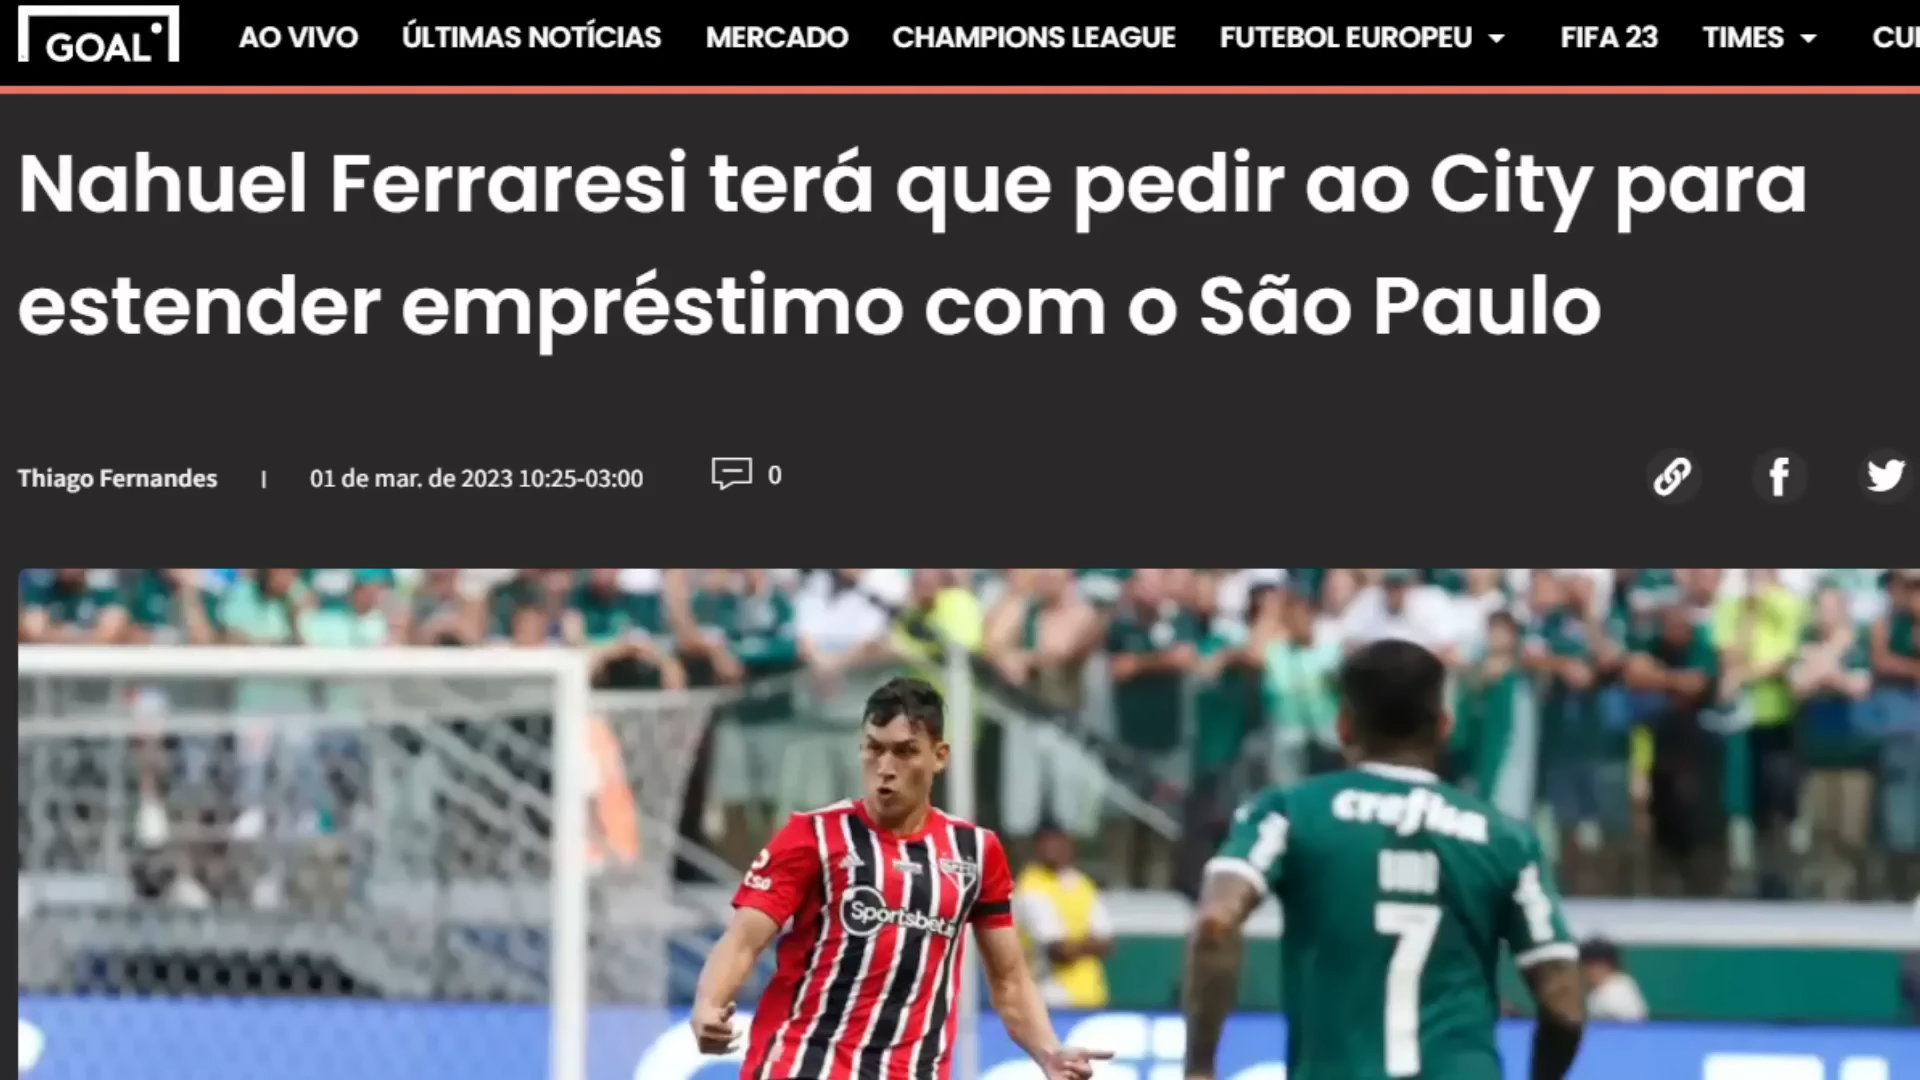 GOAL
AO VIVO ÚLTIMAS NOTÍCIAS MERCADO CHAMPIONS LEAGUE FUTEBOL EUROPEU FIFA 23 TIMES
Nahuel Ferraresi terá que pedir ao City para
estender empréstimo com o São Paulo
Thiago Fernandes | 01 de mar. de 2023 10:25-03:00 0
crefisa
7
Sportsbet.
SPFC